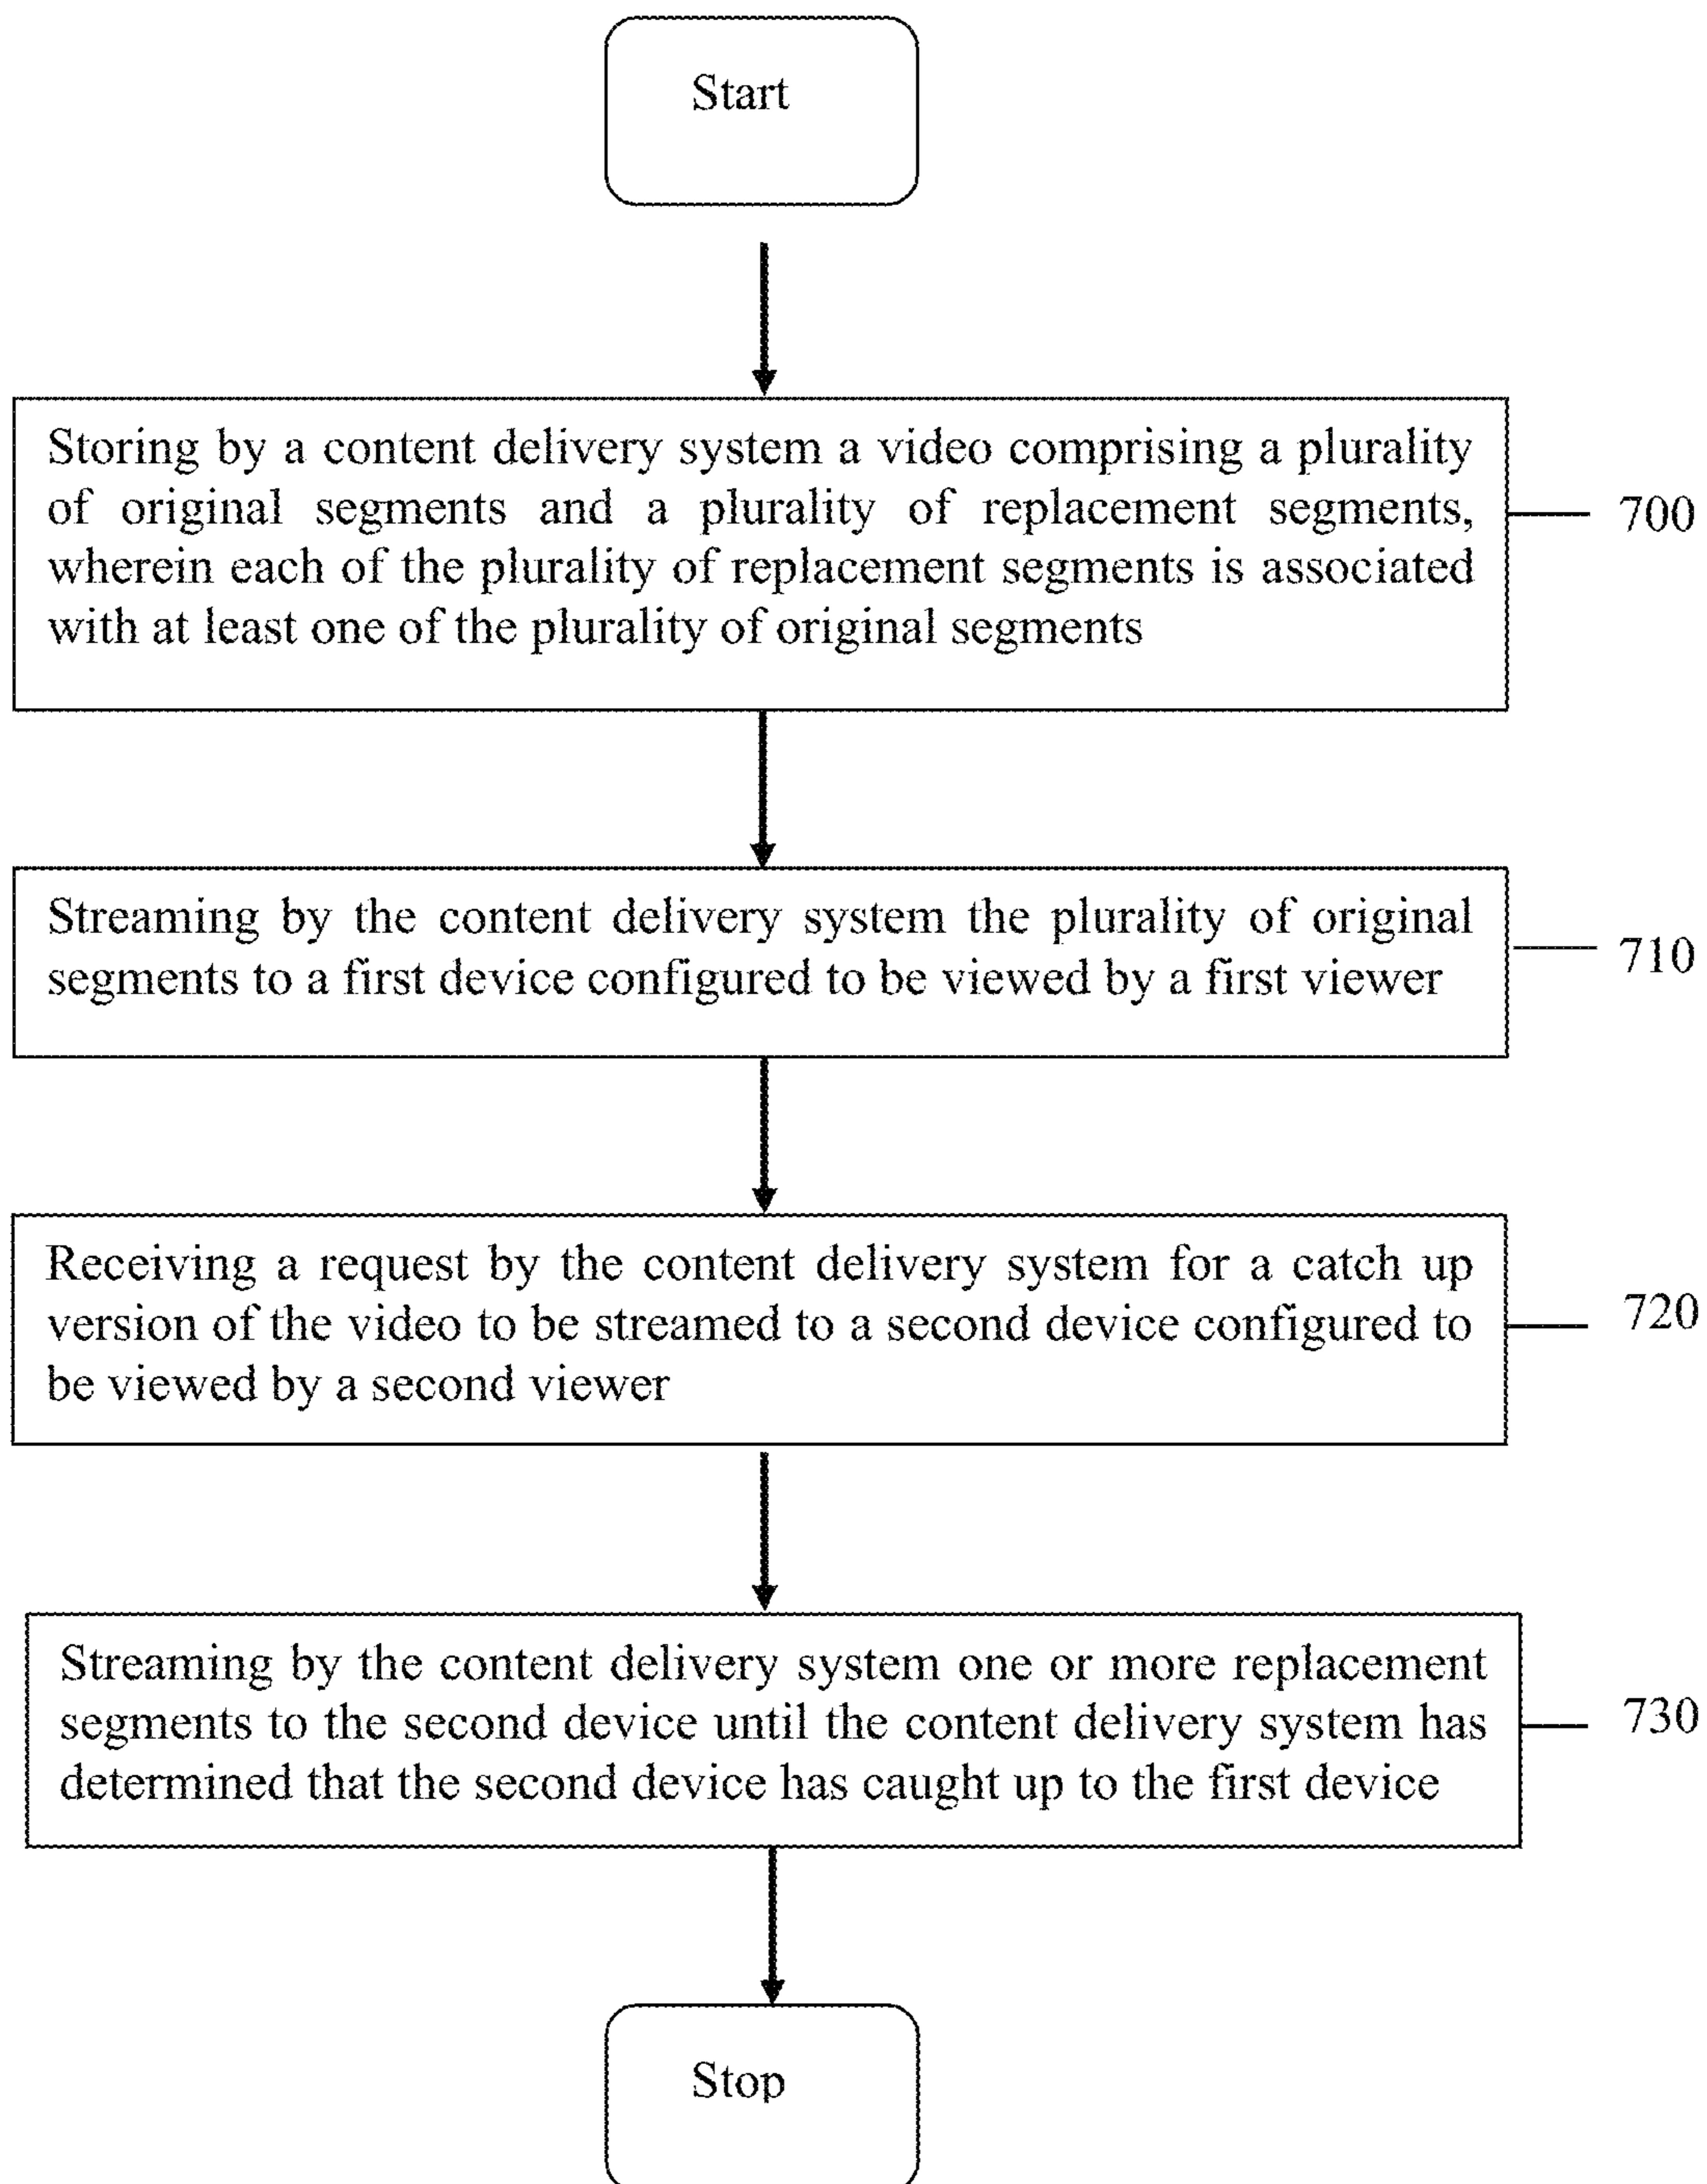 Start
Storing by a content delivery system a video comprising a plurality
of original segments and a plurality of replacement segments,
wherein each of the plurality of replacement segments is associated
with at least one of the plurality of original segments
700
Streaming by the content delivery system the plurality of original
segments to a first device configured to be viewed by a first viewer
710
Receiving a request by the content delivery system for a catch up
version of the video to be streamed to a second device configured to
be viewed by a second viewer
720
Streaming by the content delivery system one or more replacement
segments to the second device until the content delivery system has
determined that the second device has caught up to the first device
730
Stop